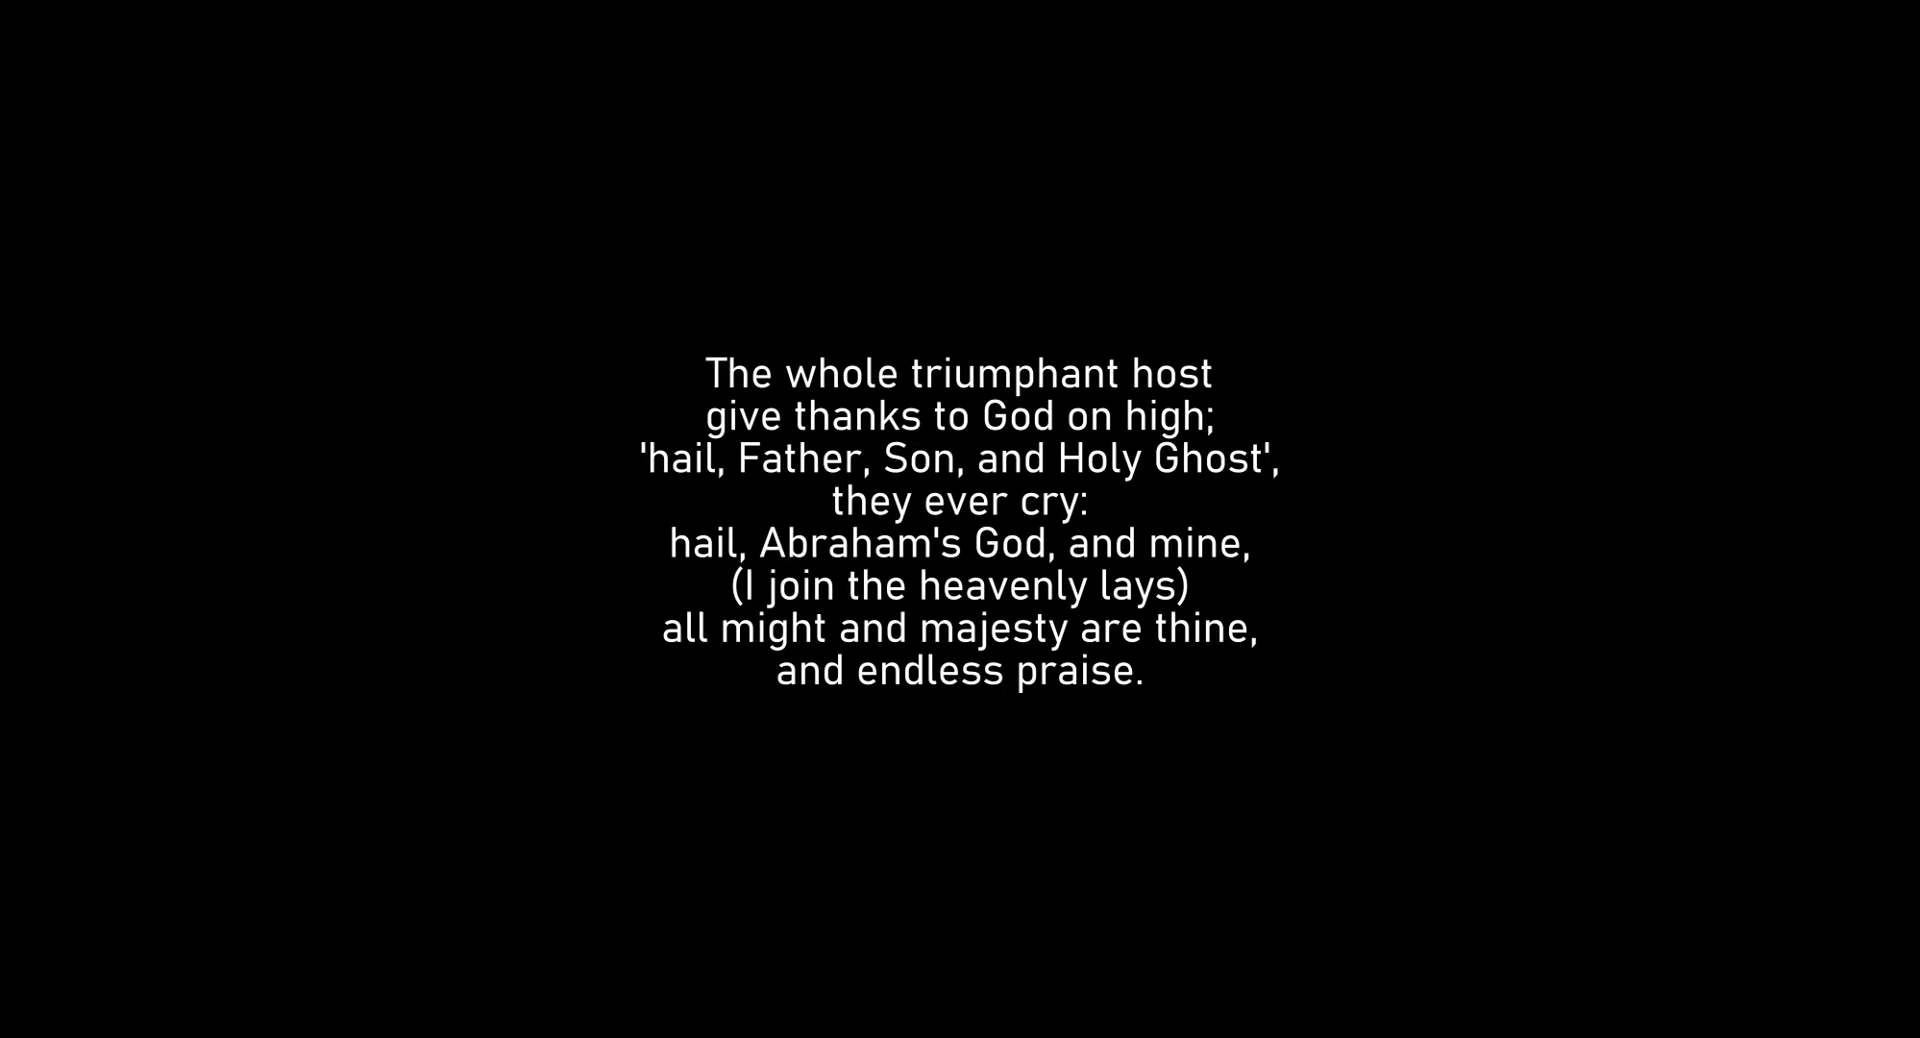 The whole triumphant host
give thanks to God on high;
'hail, Father, Son, and Holy Ghost',
they ever cry:
hail, Abraham's God, and mine,
(I join the heavenly lays)
all might and majesty are thine,
and endless praise.